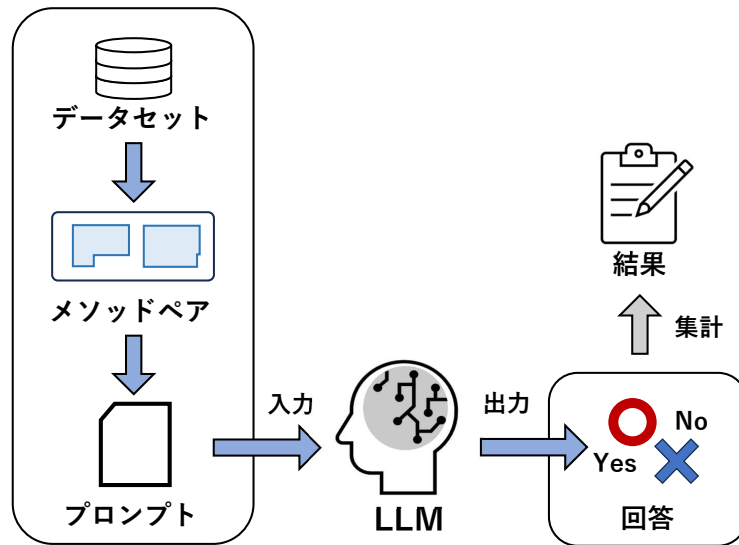 データセット
メソッドペア
プロンプト
入力
LLM
出力
Yes
No
回答
集計
結果